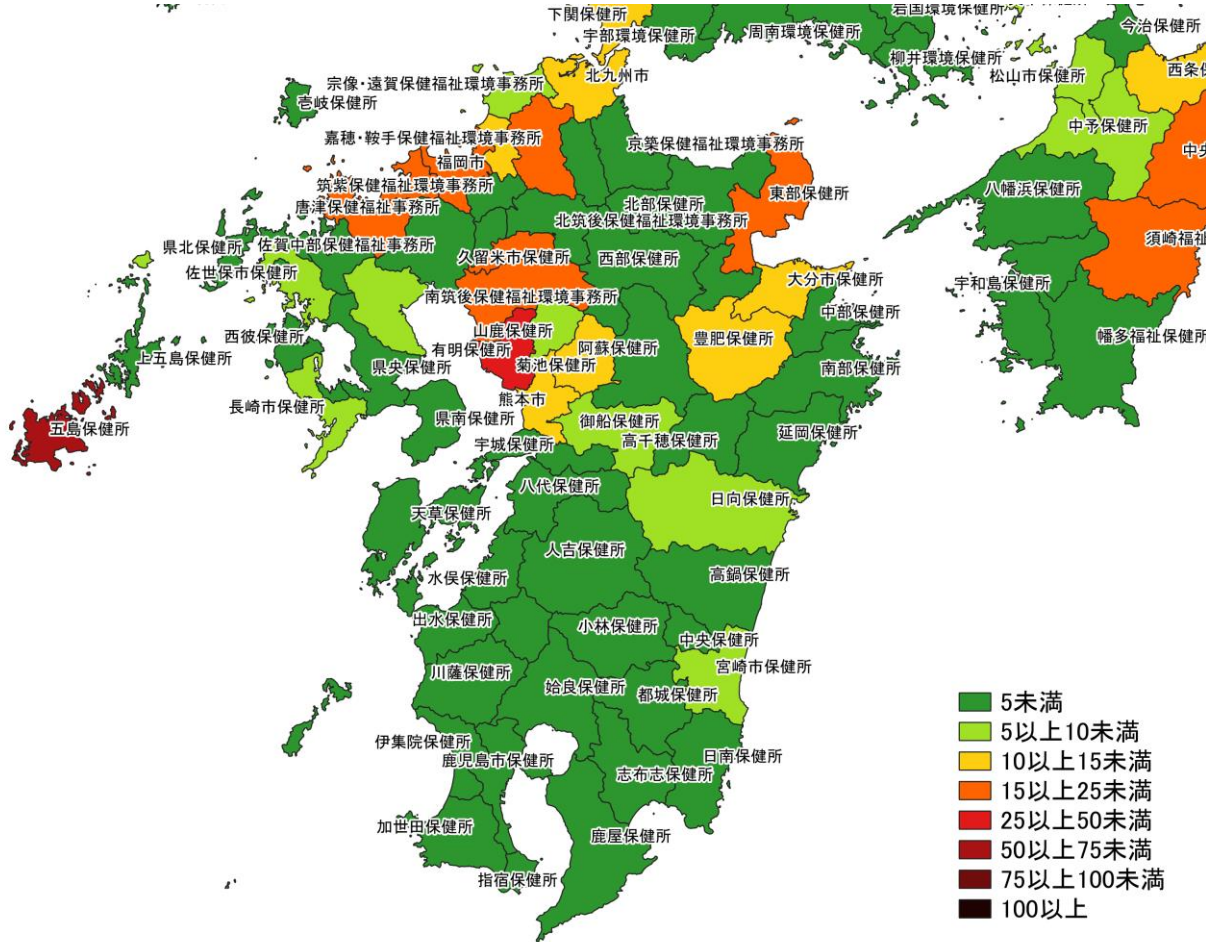 下関保健所
岩国環境保健所
宇部環境保健所
周南環境保健所
今治保健所
柳井環境保健所
北九州市
松山市保健所
西条保
宗像・遠賀保健福祉環境事務所
壱岐保健所
中予保健所
嘉穂・鞍手保健福祉環境事務所
京築保健福祉環境事務所
中央
福岡市
筑紫保健福祉環境事務所
東部保健所
八幡浜保健所
唐津保健福祉事務所
北部保健所
北筑後保健福祉環境事務所
須崎福祉
県北保健所
佐賀中部保健福祉事務所
久留米市保健所
西部保健所
佐世保市保健所
大分市保健所
宇和島保健所
南筑後保健福祉環境事務所
中部保健所
西彼保健所
山鹿保健所
豊肥保健所
幡多福祉保健所
上五島保健所
有明保健所
阿蘇保健所
県央保健所
菊池保健所
南部保健所
長崎市保健所
熊本市
五島保健所
県南保健所
御船保健所
延岡保健所
宇城保健所
高千穂保健所
八代保健所
日向保健所
天草保健所
人吉保健所
水俣保健所
高鍋保健所
出水保健所
小林保健所
中央保健所
宮崎市保健所
川薩保健所
姶良保健所
都城保健所
伊集院保健所
鹿児島市保健所
日南保健所
志布志保健所
加世田保健所
鹿屋保健所
指宿保健所
5未満
5以上10未満
10以上15未満
15以上25未満
25以上50未満
50以上75未満
75以上100未満
100以上